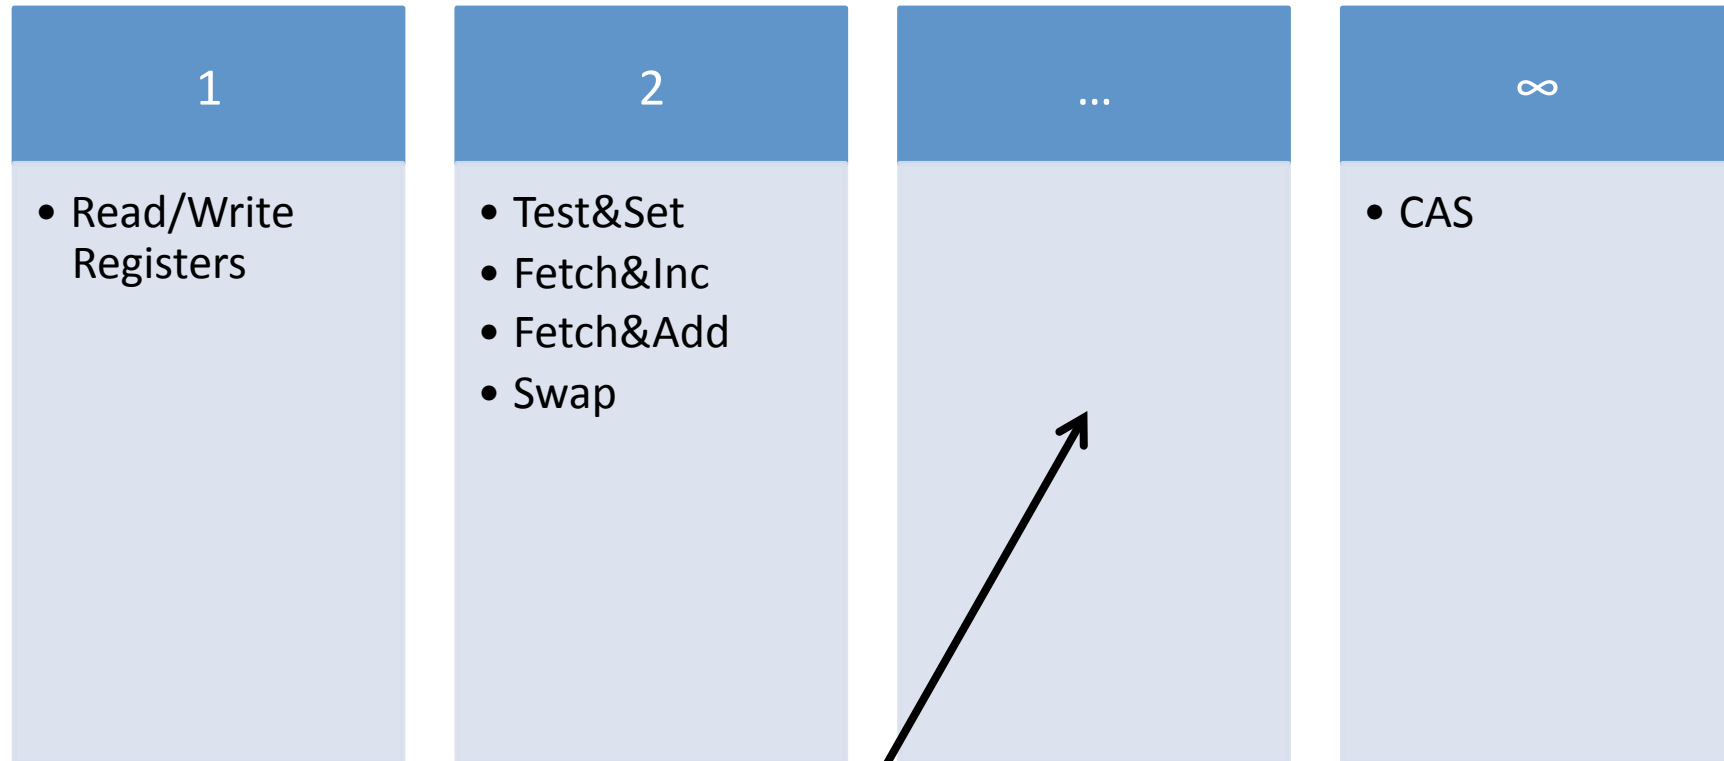 1
• Read/Write
Registers
2
• Test&Set
• Fetch&Inc
• Fetch&Add
• Swap
...
∞
• CAS